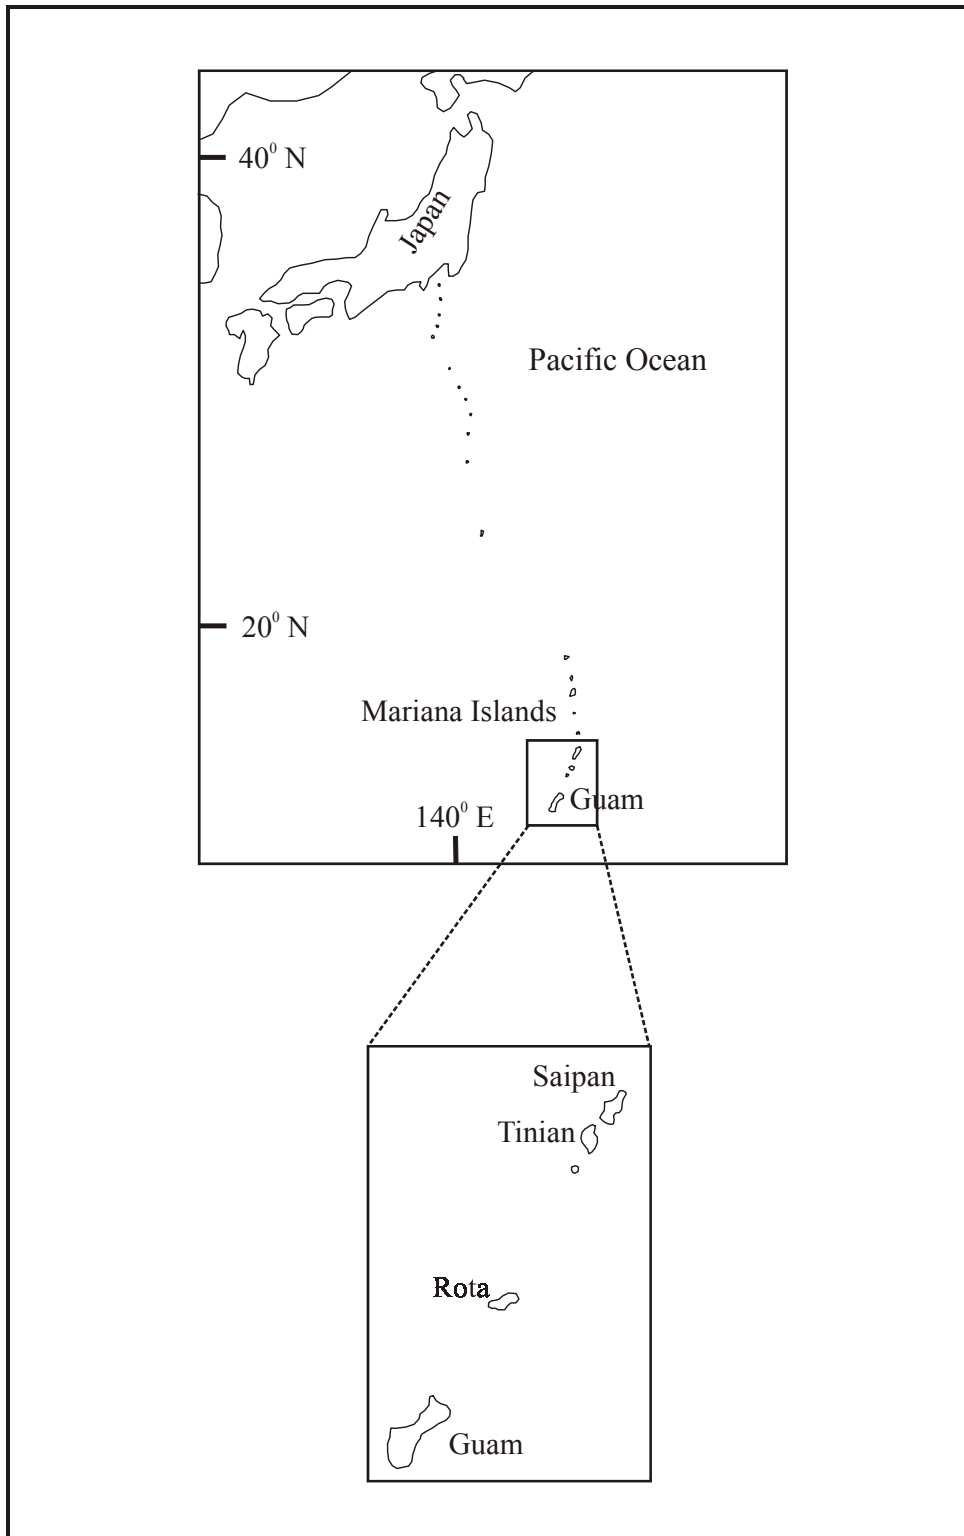 40⁰ N
Japan
Pacific Ocean
20⁰ N
Mariana Islands
Guam
140⁰ E
Saipan
Tinian
Rota
Guam